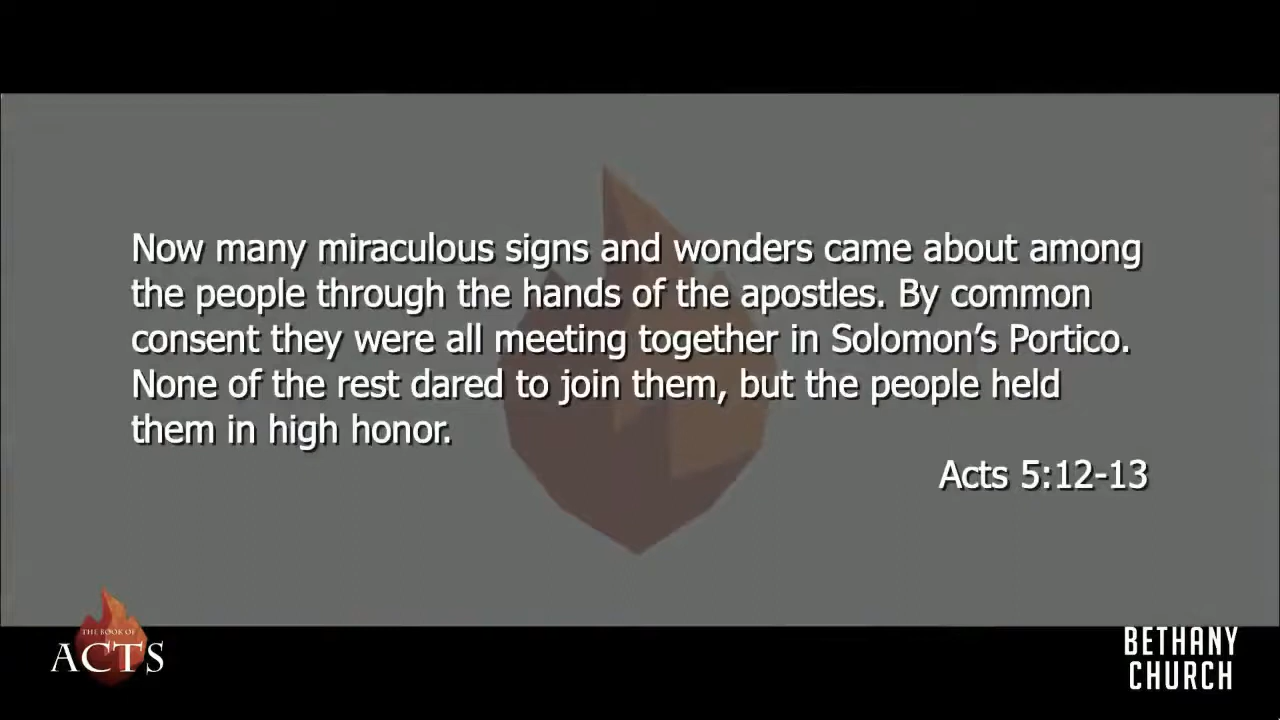 Now many miraculous signs and wonders came about among
the people through the hands of the apostles. By common
consent they were all meeting together in Solomon’s Portico.
None of the rest dared to join them, but the people held
them in high honor.
Acts 5:12-13
THE BOOK OF
ACTS
BETHANY
CHURCH